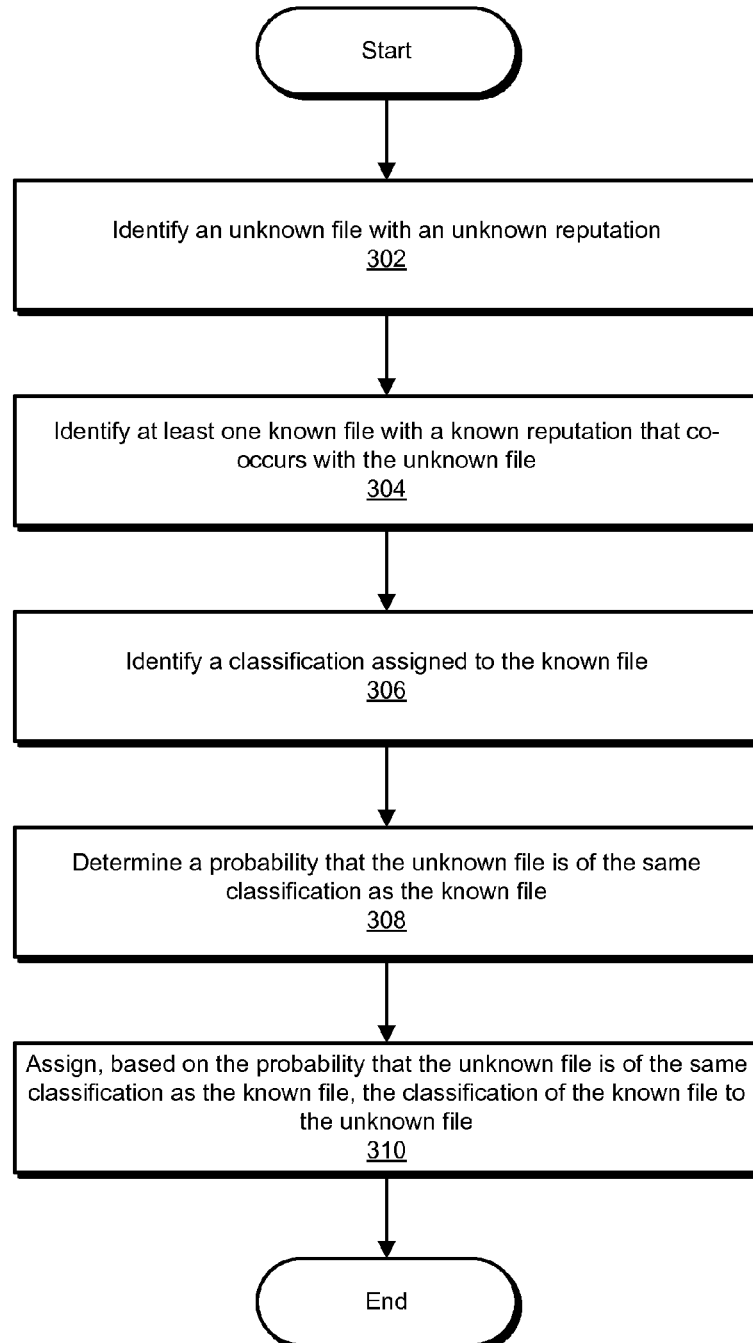 Start
Identify an unknown file with an unknown reputation
302
Identify at least one known file with a known reputation that co-
occurs with the unknown file
304
Identify a classification assigned to the known file
306
Determine a probability that the unknown file is of the same
classification as the known file
308
Assign, based on the probability that the unknown file is of the same
classification as the known file, the classification of the known file to
the unknown file
310
End